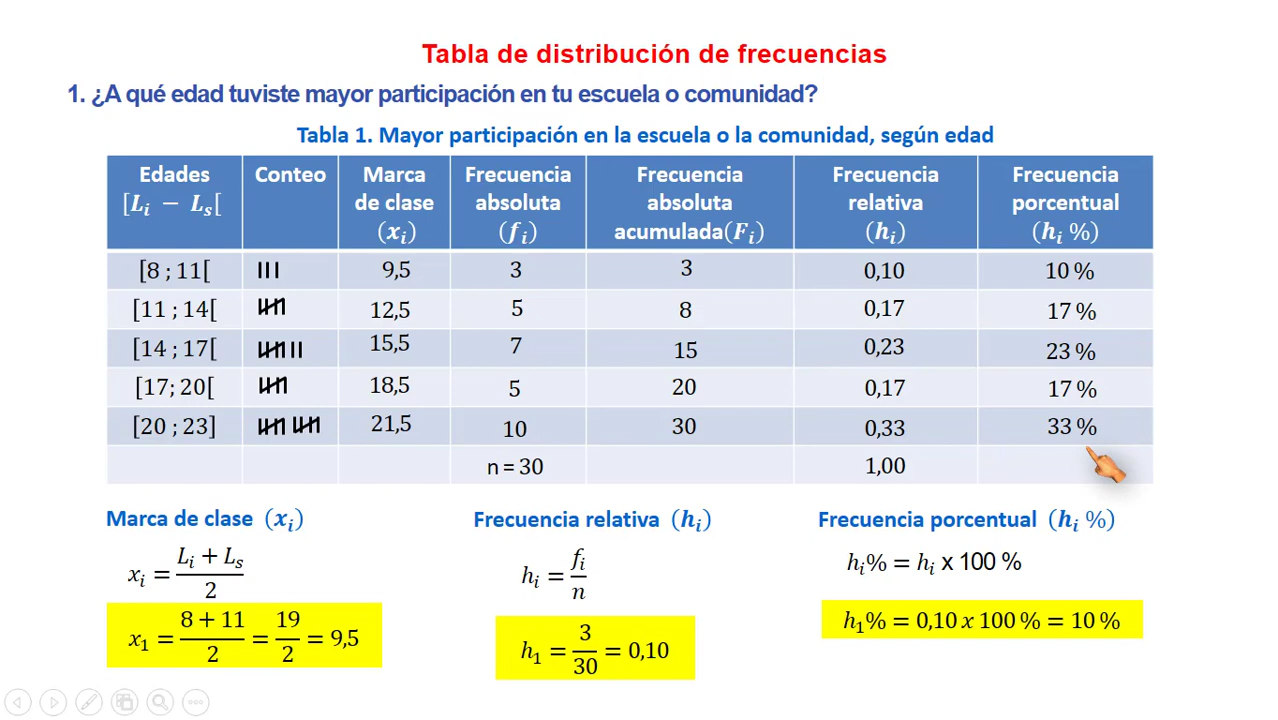 Tabla de distribución de frecuencias
1. ¿A qué edad tuviste mayor participación en tu escuela o comunidad?
Tabla 1. Mayor participación en la escuela o la comunidad, según edad
Edades [Lᵢ − Lₛ[ Conteo Marca de clase (xᵢ) Frecuencia absoluta (fᵢ) Frecuencia absoluta acumulada(Fᵢ) Frecuencia relativa (hᵢ) Frecuencia porcentual (hᵢ %)
[8 ; 11[ III 9,5 3 3 0,10 10 %
[11 ; 14[ 12,5 5 8 0,17 17 %
[14 ; 17[ 15,5 7 15 0,23 23 %
[17; 20[ 18,5 5 20 0,17 17 %
[20 ; 23] 21,5 10 30 0,33 33 %
n = 30 1,00
Marca de clase (xᵢ) Frecuencia relativa (hᵢ) Frecuencia porcentual (hᵢ %)
xᵢ = (Lᵢ + Lₛ)/2 hᵢ = fᵢ/n hᵢ% = hᵢ x 100 %
x₁ = (8 + 11)/2 = 19/2 = 9,5 h₁ = 3/30 = 0,10 h₁% = 0,10 x 100 % = 10 %